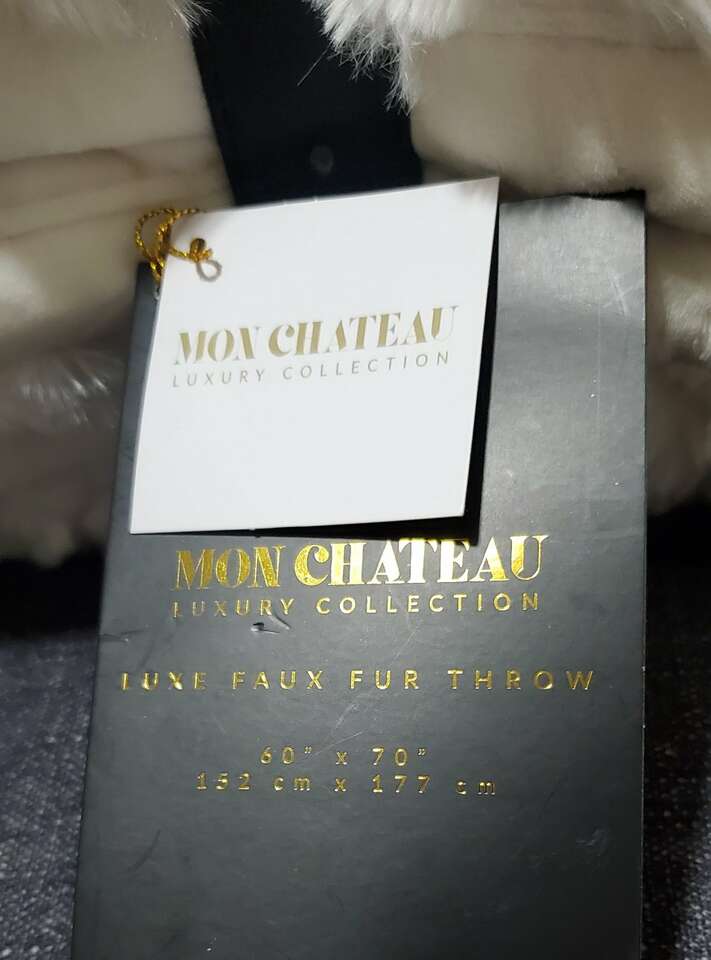 MON CHATEAU
LUXURY COLLECTION
MON CHATEAU
LUXURY COLLECTION
LUXE FAUX FUR THROW
60" x 70"
152 cm x 177 cm